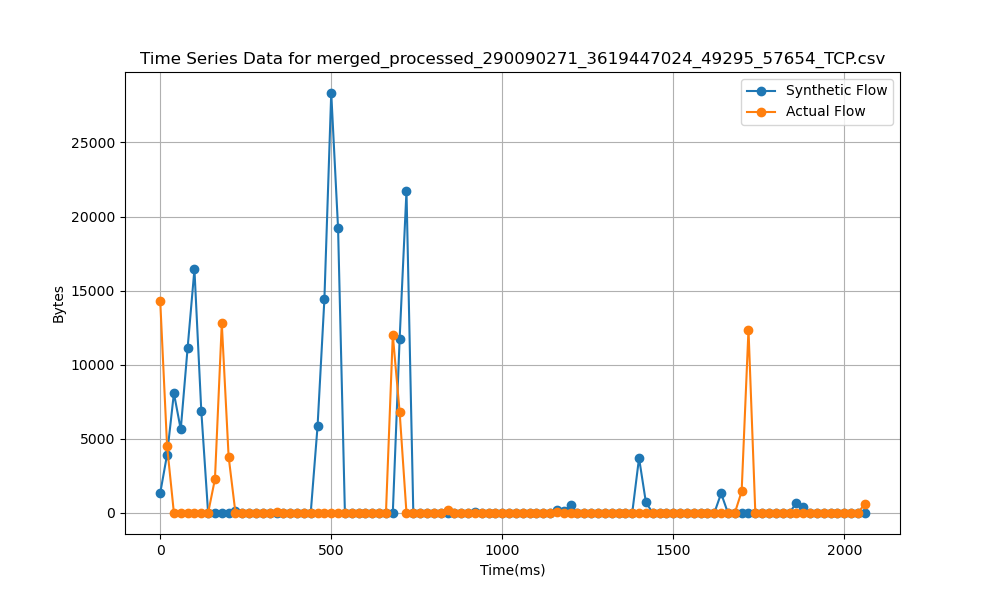 Time Series Data for merged_processed_290090271_3619447024_49295_57654_TCP.csv
Synthetic Flow
Actual Flow
25000
20000
15000
10000
5000
0
Bytes
0 500 1000 1500 2000
Time(ms)